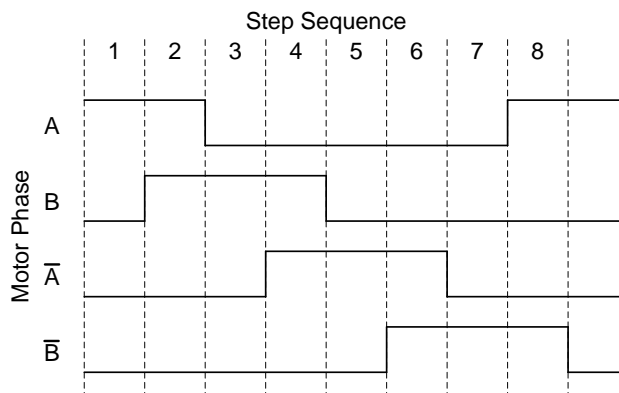 Step Sequence
1 2 3 4 5 6 7 8
Motor Phase
A
B
A̅
B̅